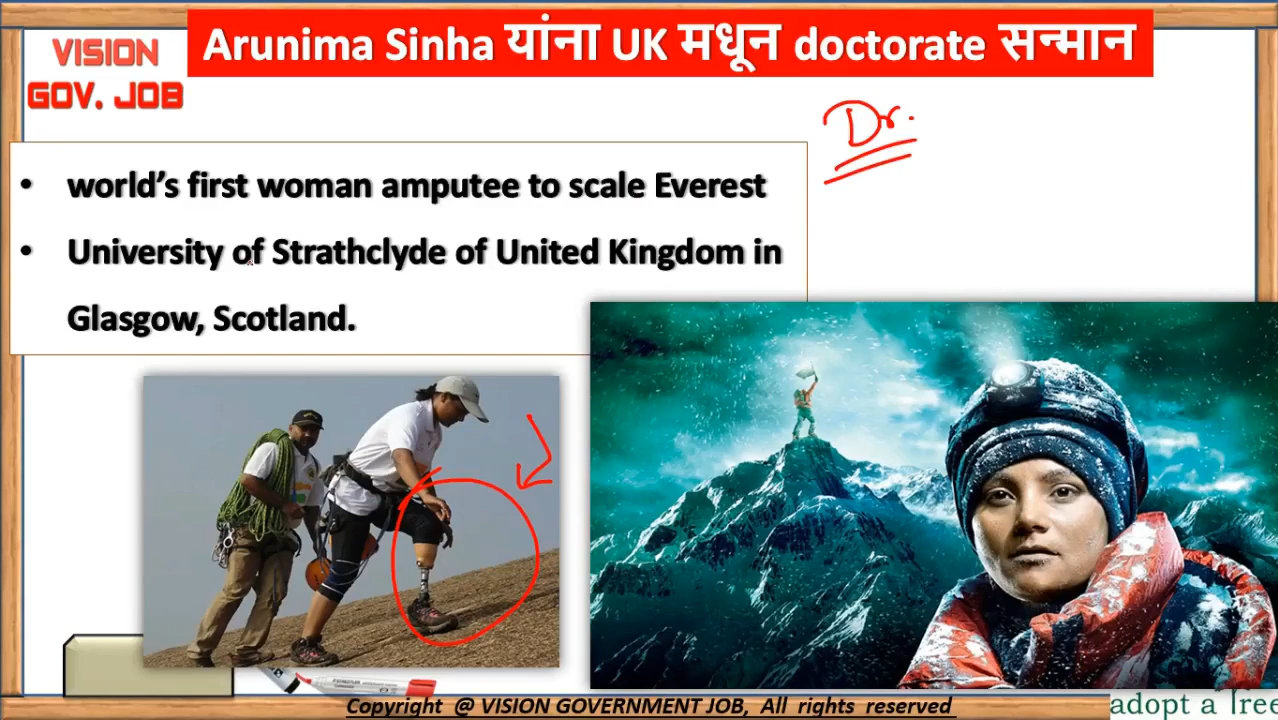 Arunima Sinha यांना UK मधून doctorate सन्मान
VISION
GOV. JOB
Dr.
• world's first woman amputee to scale Everest
• University of Strathclyde of United Kingdom in
Glasgow, Scotland.
Copyright @ VISION GOVERNMENT JOB, All rights reserved
adopt a Tree